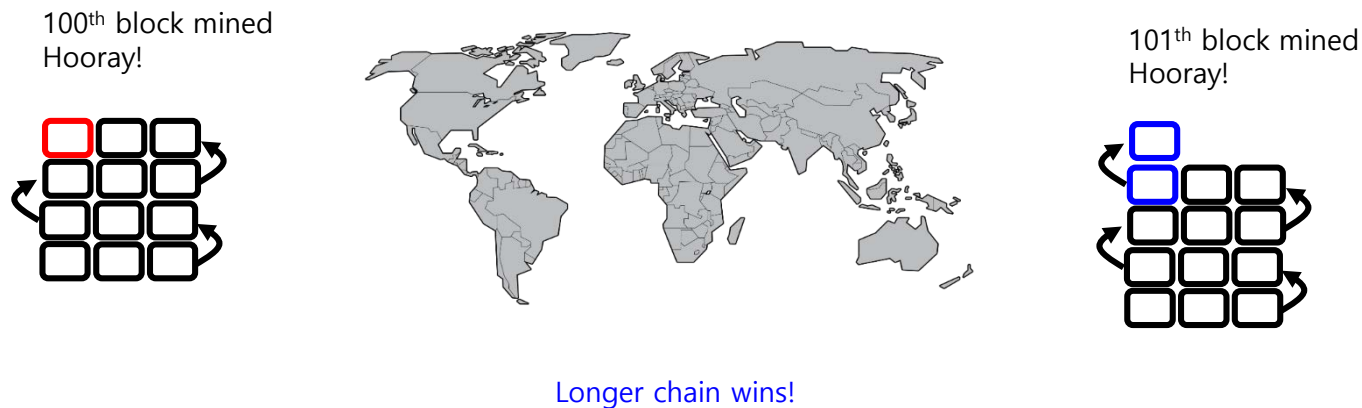 100th block mined
Hooray!
101th block mined
Hooray!
Longer chain wins!